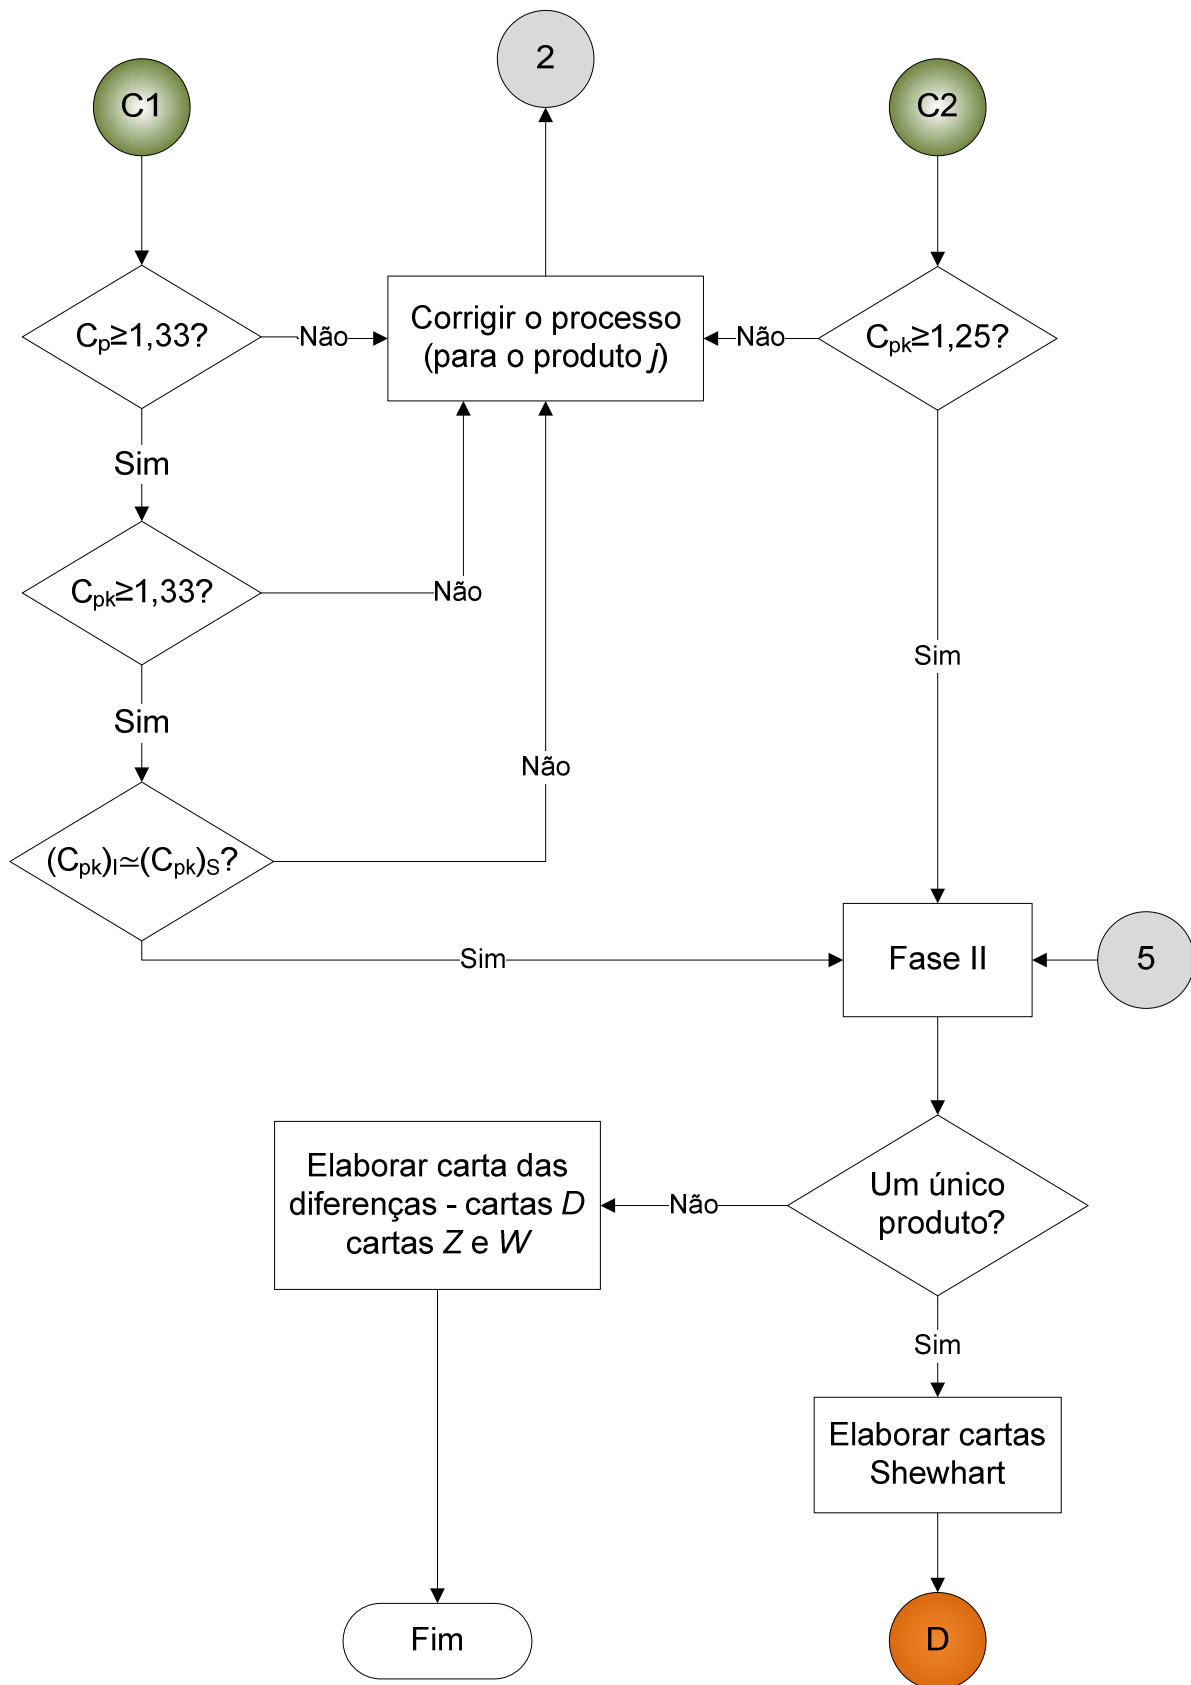 2
C1
C2
Cp≥1,33?
Não
Corrigir o processo
(para o produto j)
Não
Cpk≥1,25?
Sim
Cpk≥1,33?
Não
Sim
Sim
Não
(Cpk)I≃(Cpk)S?
Sim
Fase II
5
Elaborar carta das
diferenças - cartas D
cartas Z e W
Não
Um único
produto?
Sim
Elaborar cartas
Shewhart
Fim
D